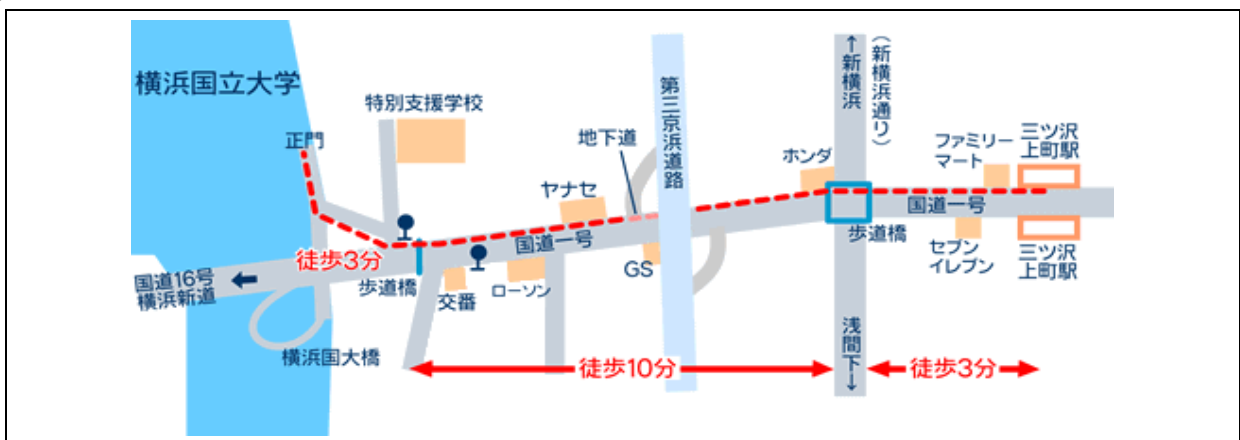 横浜国立大学
正門
特別支援学校
地下道
ヤナセ
第三京浜道路
ホンダ
↑新横浜
(新横浜通り)
ファミリー
マート
三ツ沢
上町駅
国道一号
国道一号
歩道橋
セブン
イレブン
三ツ沢
上町駅
GS
徒歩3分
歩道橋
交番
ローソン
国道16号
横浜新道
←
横浜国大橋
浅間下↓
徒歩10分
徒歩3分